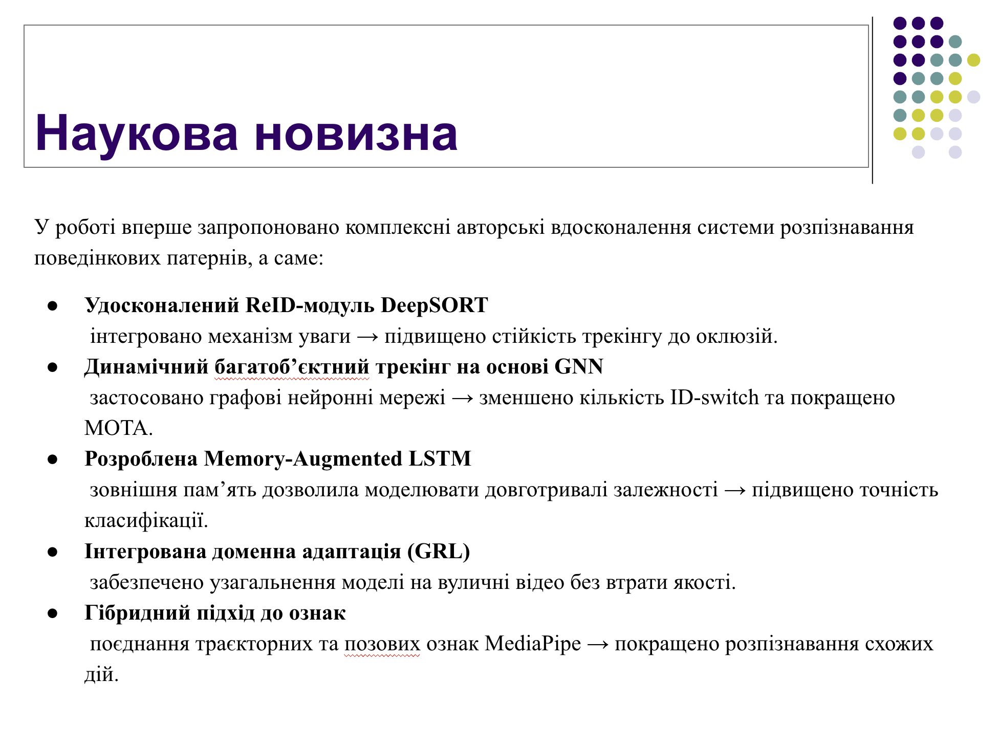 Наукова новизна
У роботі вперше запропоновано комплексні авторські вдосконалення системи розпізнавання
поведінкових патернів, а саме:
● Удосконалений ReID-модуль DeepSORT
інтегровано механізм уваги → підвищено стійкість трекінгу до оклюзій.
● Динамічний багатоб’єктний трекінг на основі GNN
застосовано графові нейронні мережі → зменшено кількість ID-switch та покращено
MOTA.
● Розроблена Memory-Augmented LSTM
зовнішня пам’ять дозволила моделювати довготривалі залежності → підвищено точність
класифікації.
● Інтегрована доменна адаптація (GRL)
забезпечено узагальнення моделі на вуличні відео без втрати якості.
● Гібридний підхід до ознак
поєднання траєкторних та позових ознак MediaPipe → покращено розпізнавання схожих
дій.